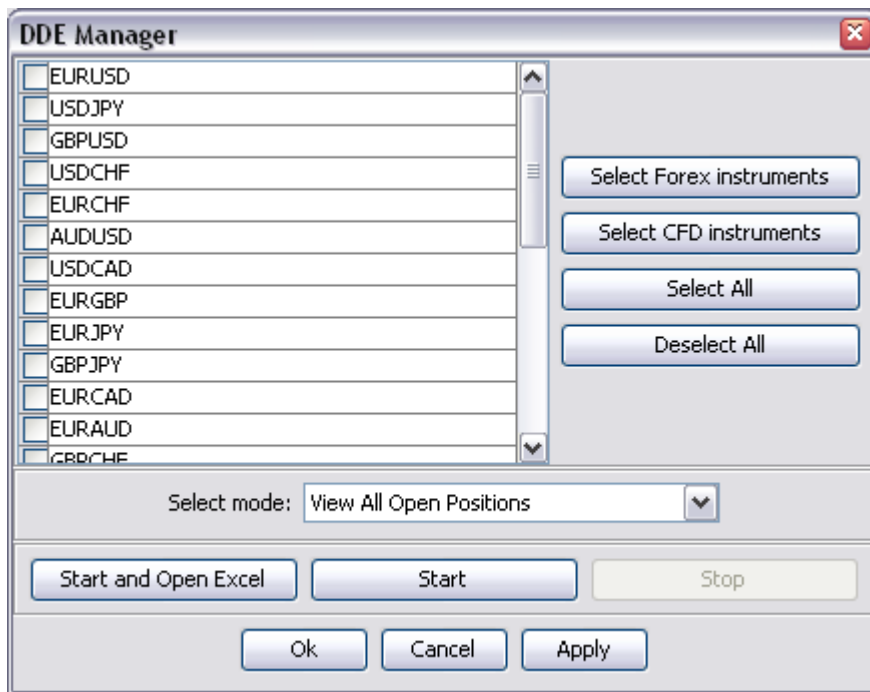 DDE Manager
EURUSD
USDJPY
GBPUSD
USDCHF
EURCHF
AUDUSD
USDCAD
EURGBP
EURJPY
GBPJPY
EURCAD
EURAUD
GBPCHF
Select Forex instruments
Select CFD instruments
Select All
Deselect All
Select mode: View All Open Positions
Start and Open Excel Start Stop
Ok Cancel Apply